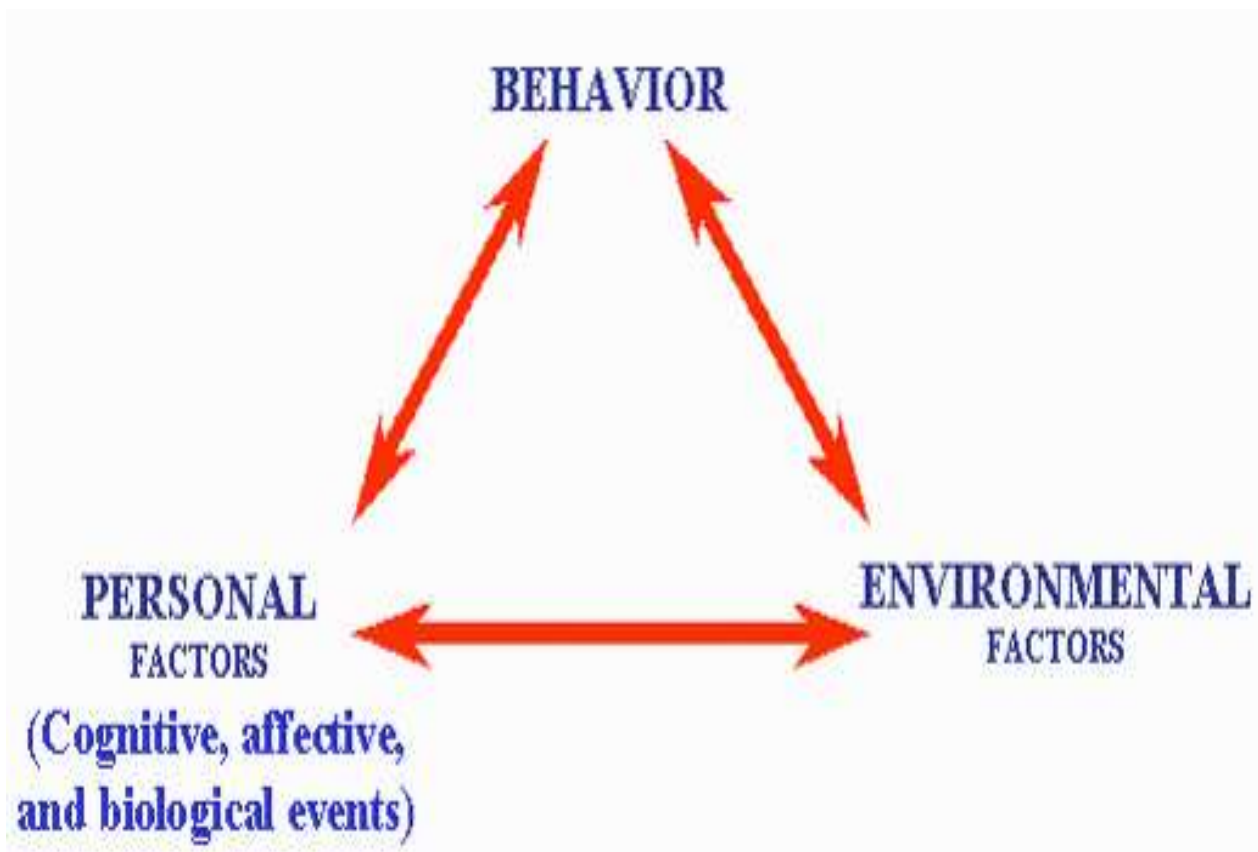 BEHAVIOR
PERSONAL
FACTORS
(Cognitive, affective,
and biological events)
ENVIRONMENTAL
FACTORS